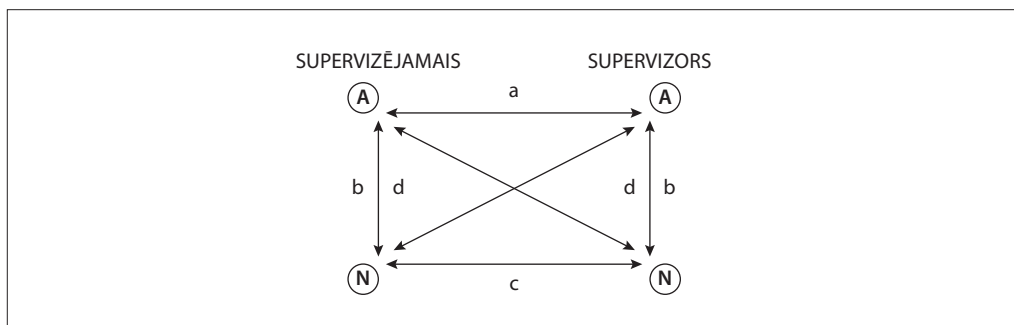 SUPERVIZĒJAMAIS SUPERVIZORS
A a A
b d d b
N c N